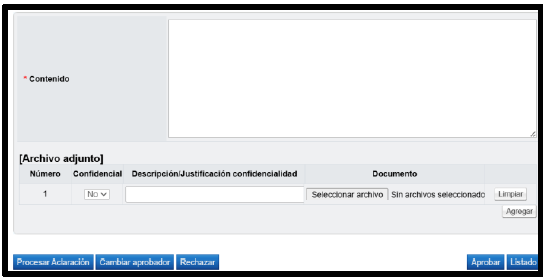 * Contenido
[Archivo adjunto]
Número Confidencial Descripción/Justificación confidencialidad Documento
1 No Seleccionar archivo Sin archivos seleccionado Limpiar
Agregar
Procesar Aclaración Cambiar aprobador Rechazar Aprobar Listado